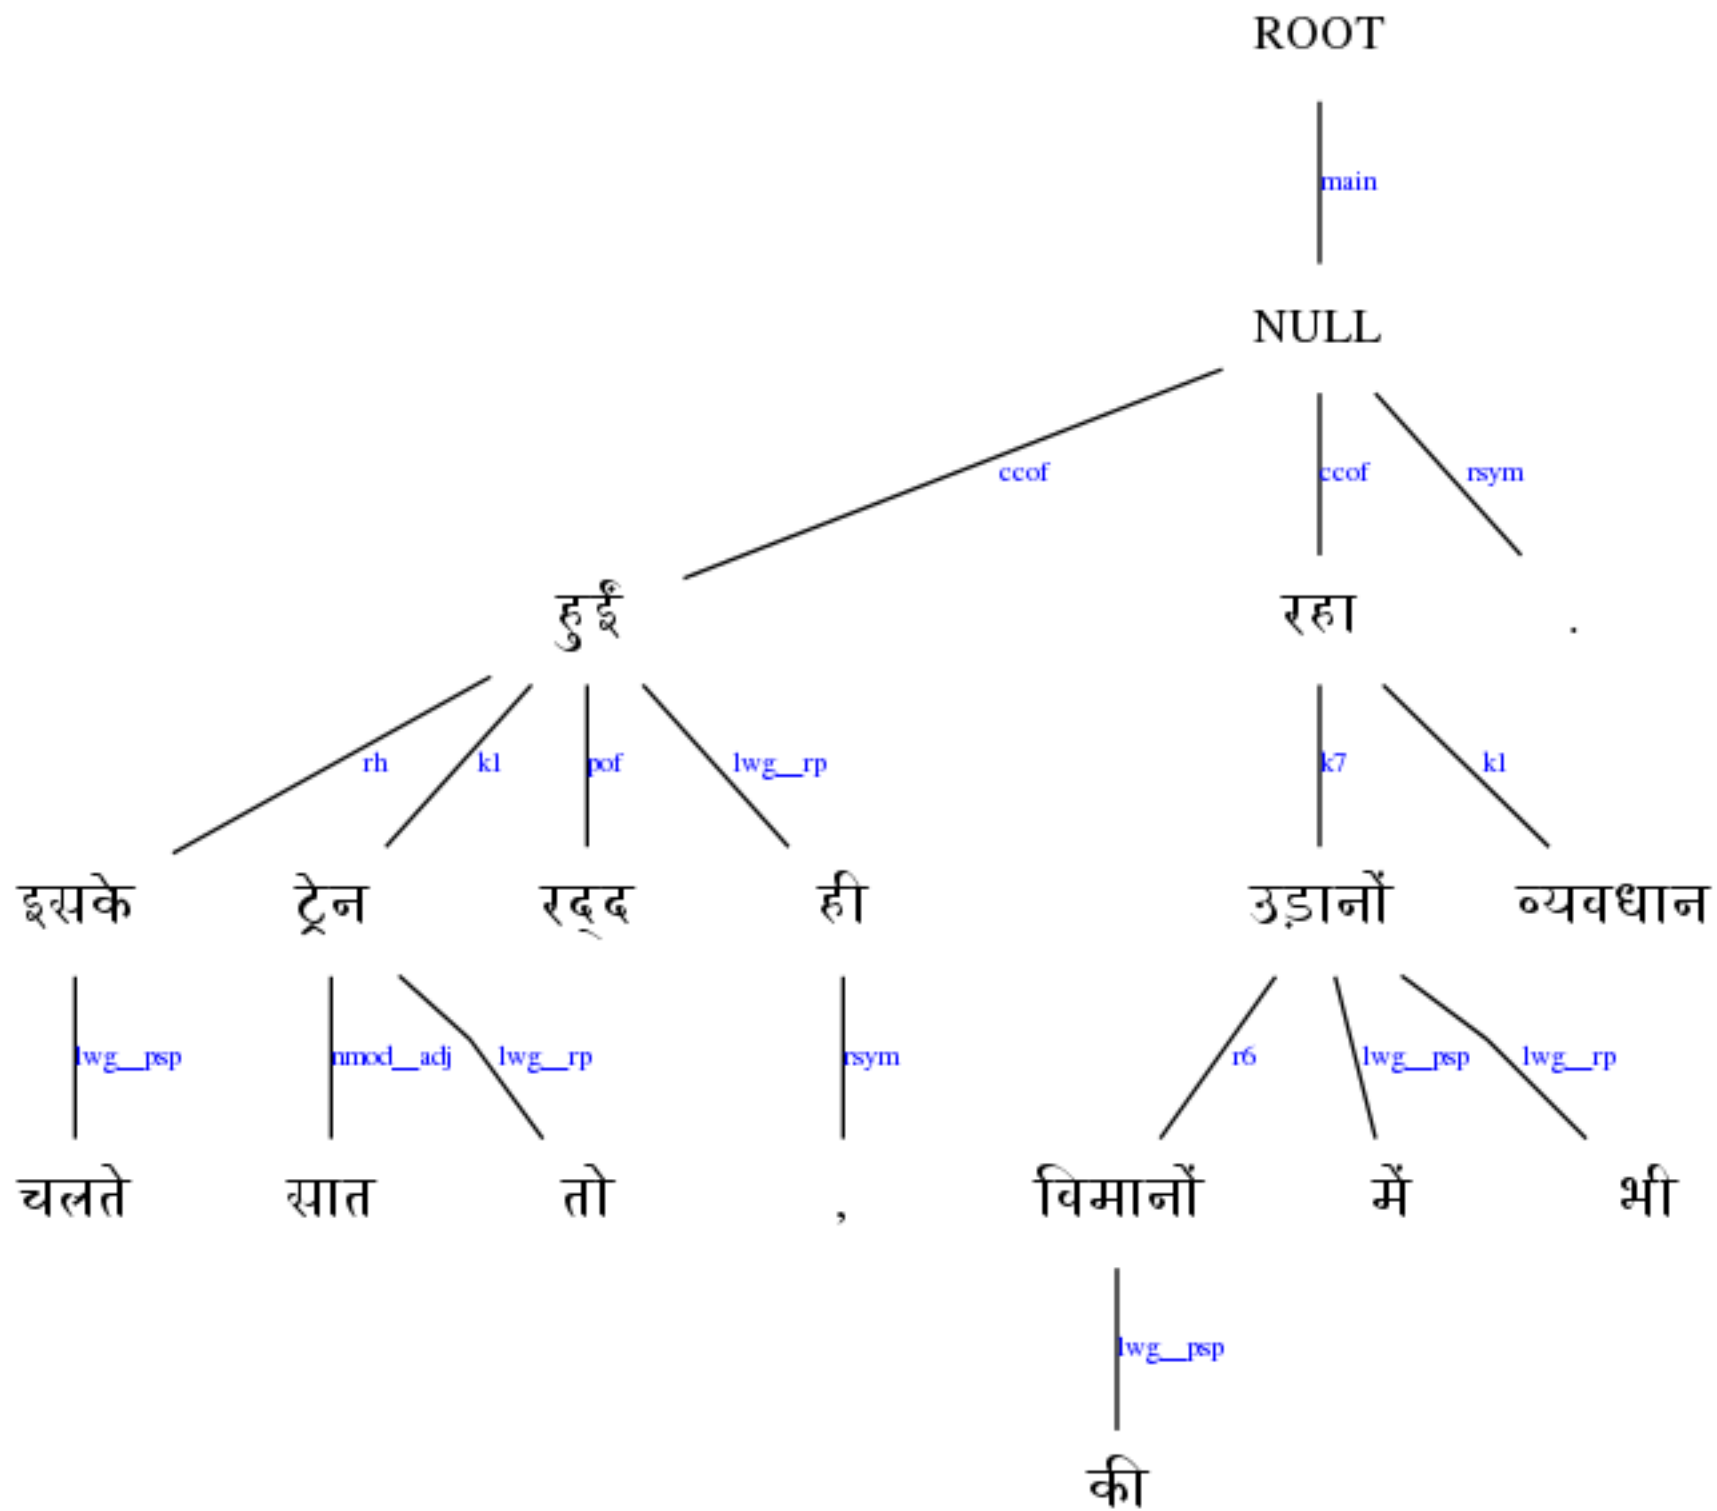 ROOT
main
NULL
ccof ccof rsym
हुईं रहा .
rh k1 pof lwg__rp k7 k1
इसके ट्रेन रद्द ही उड़ानों व्यवधान
lwg__psp nmod__adj lwg__rp rsym r6 lwg__psp lwg__rp
चलते सात तो , विमानों में भी
lwg__psp
की